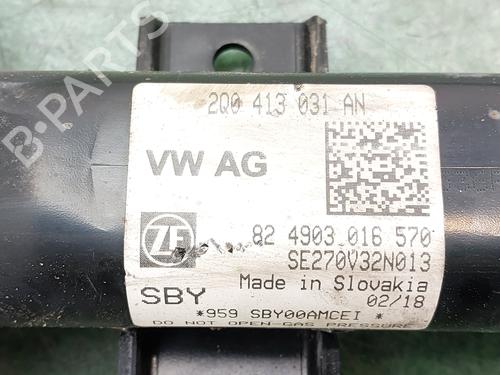 2Q0 413 031 AN
VW AG
ZF
82 4903 016 570
SE270V32N013
Made in Slovakia
SBY
02/18
*959 SBY00AMCEI *
DO NOT OPEN-GAS PRESSURE
B-PARTS